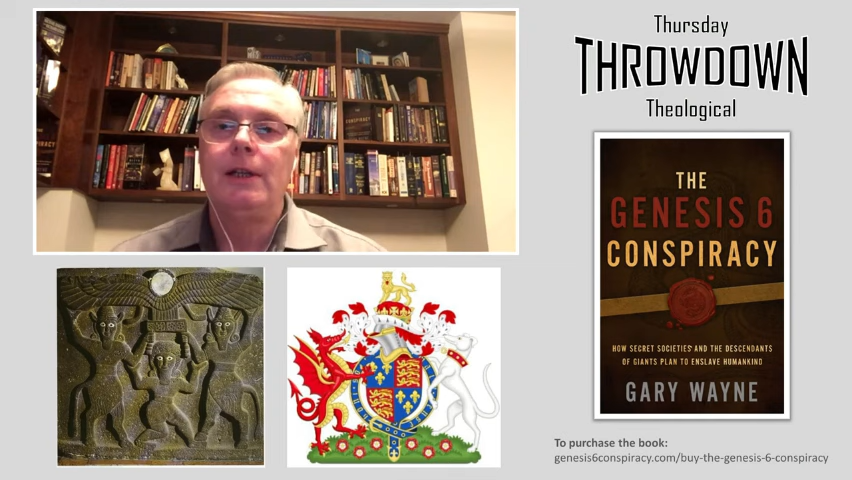 Thursday
THROWDOWN
Theological
THE
GENESIS 6
CONSPIRACY
HOW SECRET SOCIETIES AND THE DESCENDANTS
OF GIANTS PLAN TO ENSLAVE HUMANKIND
GARY WAYNE
To purchase the book:
genesis6conspiracy.com/buy-the-genesis-6-conspiracy
CONSPIRACY